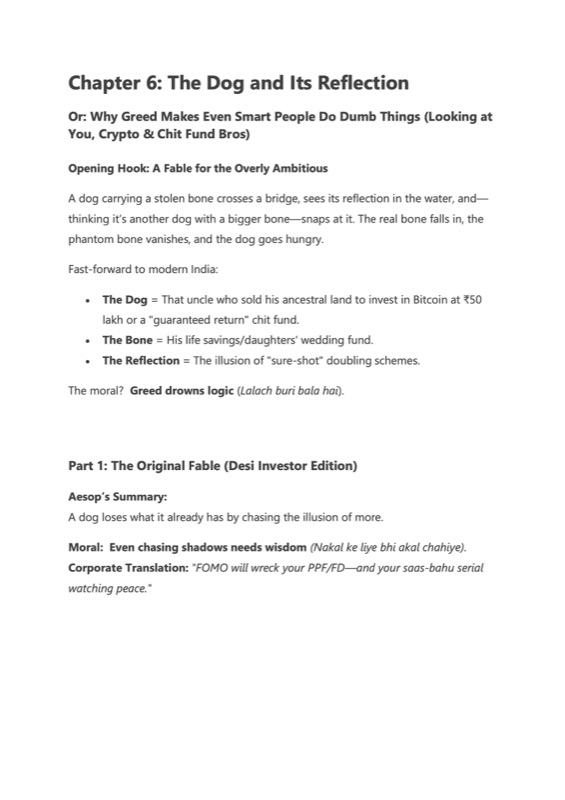 Chapter 6: The Dog and Its Reflection
Or: Why Greed Makes Even Smart People Do Dumb Things (Looking at
You, Crypto & Chit Fund Bros)
Opening Hook: A Fable for the Overly Ambitious
A dog carrying a stolen bone crosses a bridge, sees its reflection in the water, and—
thinking it's another dog with a bigger bone—snaps at it. The real bone falls in, the
phantom bone vanishes, and the dog goes hungry.
Fast-forward to modern India:
• The Dog = That uncle who sold his ancestral land to invest in Bitcoin at ₹50
lakh or a "guaranteed return" chit fund.
• The Bone = His life savings/daughters' wedding fund.
• The Reflection = The illusion of "sure-shot" doubling schemes.
The moral? Greed drowns logic (Lalach buri bala hai).
Part 1: The Original Fable (Desi Investor Edition)
Aesop's Summary:
A dog loses what it already has by chasing the illusion of more.
Moral: Even chasing shadows needs wisdom (Nakal ke liye bhi akal chahiye).
Corporate Translation: "FOMO will wreck your PPF/FD—and your saas-bahu serial
watching peace."